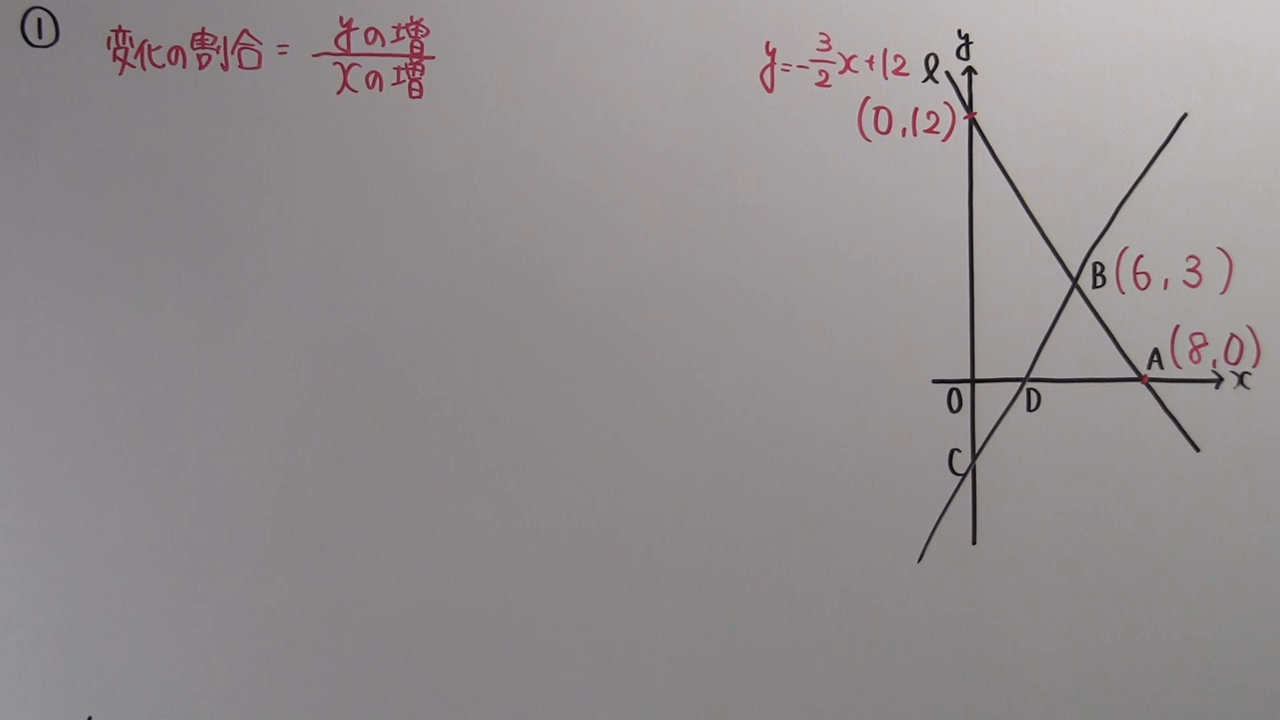 ① 変化の割合 = yの増/xの増
y=-3/2x+12 ℓ y
(0,12)
B(6,3)
A(8,0)
O D x
C